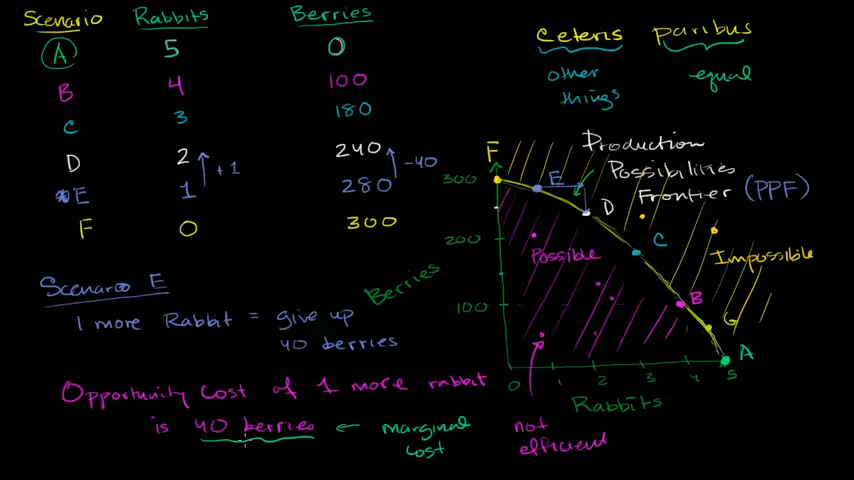 Scenario Rabbits Berries
A 5 0
B 4 100
C 3 180
D 2 240
E 1 280
F 0 300
+1
-40
Scenario E
1 more Rabbit = give up
40 berries
Opportunity cost of 1 more rabbit
is 40 berries ← marginal
cost
Ceteris paribus
other
things
equal
Production
Possibilities
Frontier (PPF)
F
E
D
C
B
G
A
300
200
100
0 1 2 3 4 5
Berries
Rabbits
Possible
Impossible
not
efficient